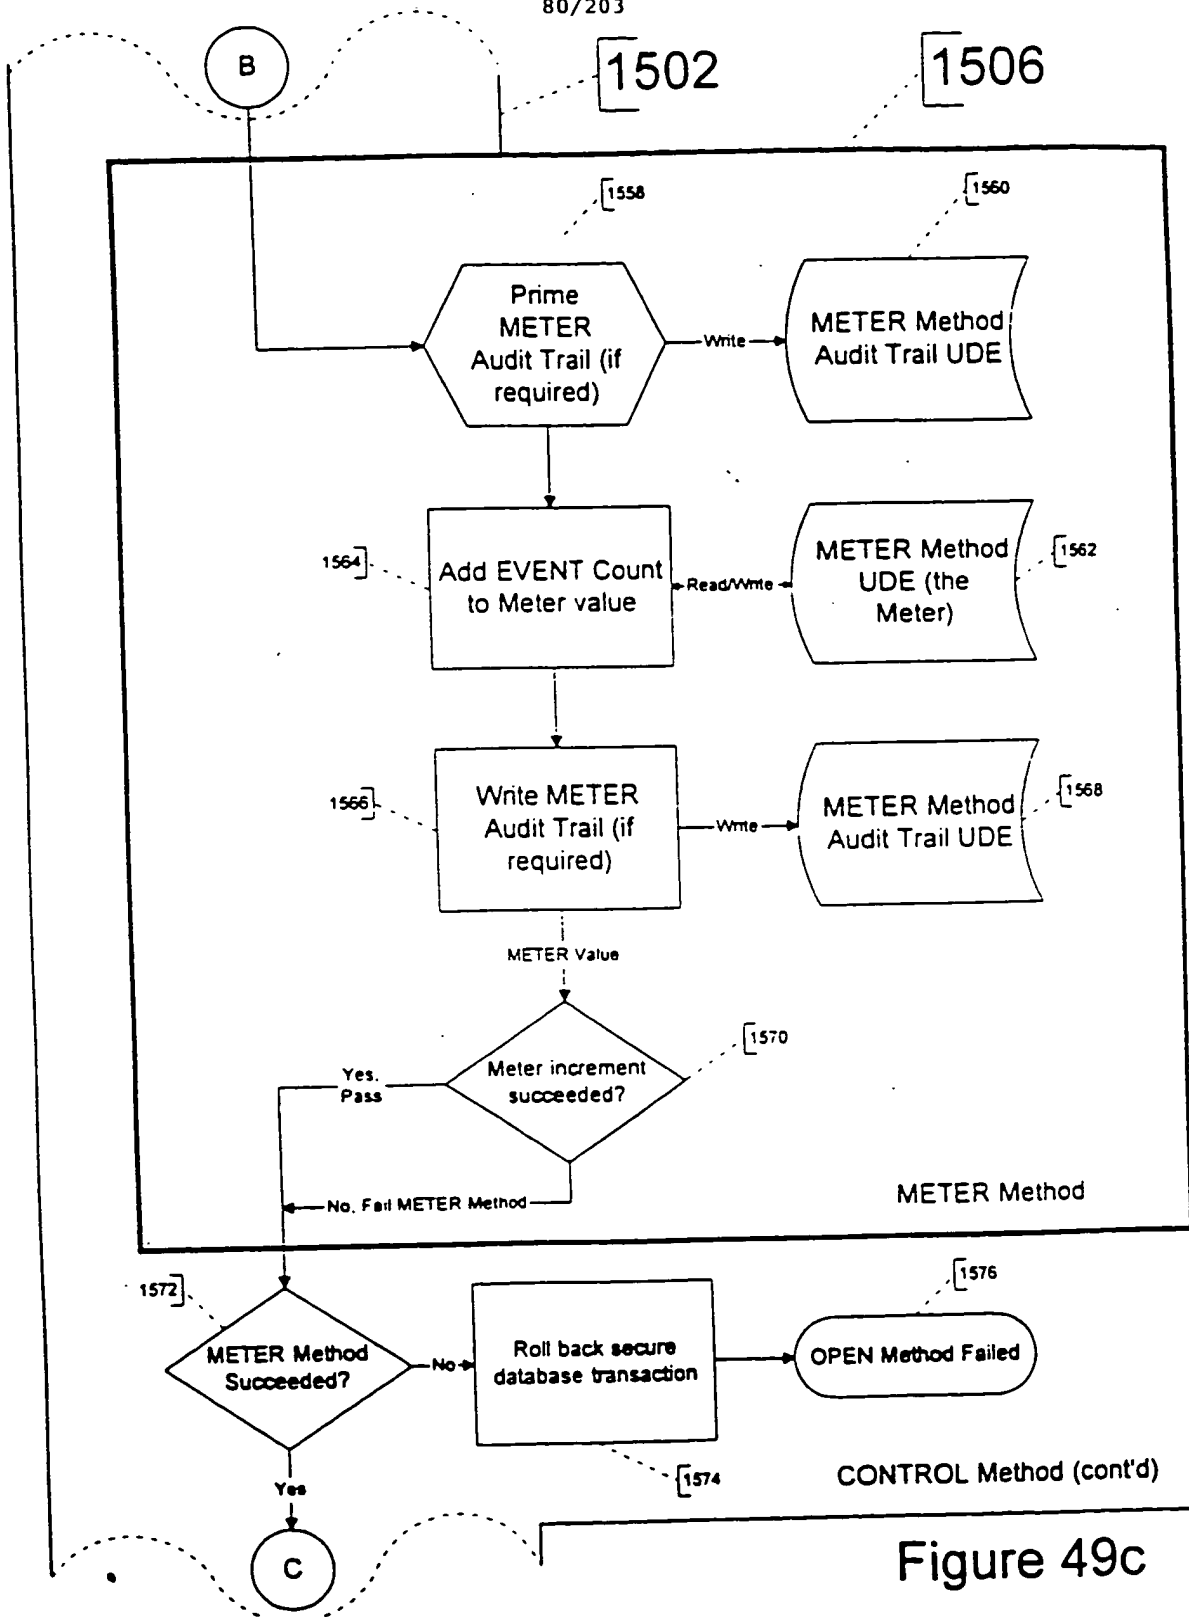 80/203
B
1502
1506
1558
1560
Prime
METER
Audit Trail (if
required)
Write
METER Method
Audit Trail UDE
1564
Add EVENT Count
to Meter value
Read/Write
METER Method
UDE (the
Meter)
1562
1566
Write METER
Audit Trail (if
required)
Write
METER Method
Audit Trail UDE
1568
METER Value
Meter increment
succeeded?
1570
Yes.
Pass
No, Fail METER Method
METER Method
1572
METER Method
Succeeded?
No
Roll back secure
database transaction
1576
OPEN Method Failed
1574
Yes
CONTROL Method (cont'd)
C
Figure 49c